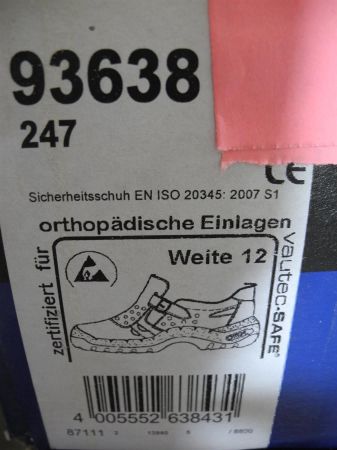 93638
247
CE
Sicherheitsschuh EN ISO 20345: 2007 S1
orthopädische Einlagen
zertifiziert für
Weite 12
vautec-SAFE®
4 005552 638431
87111